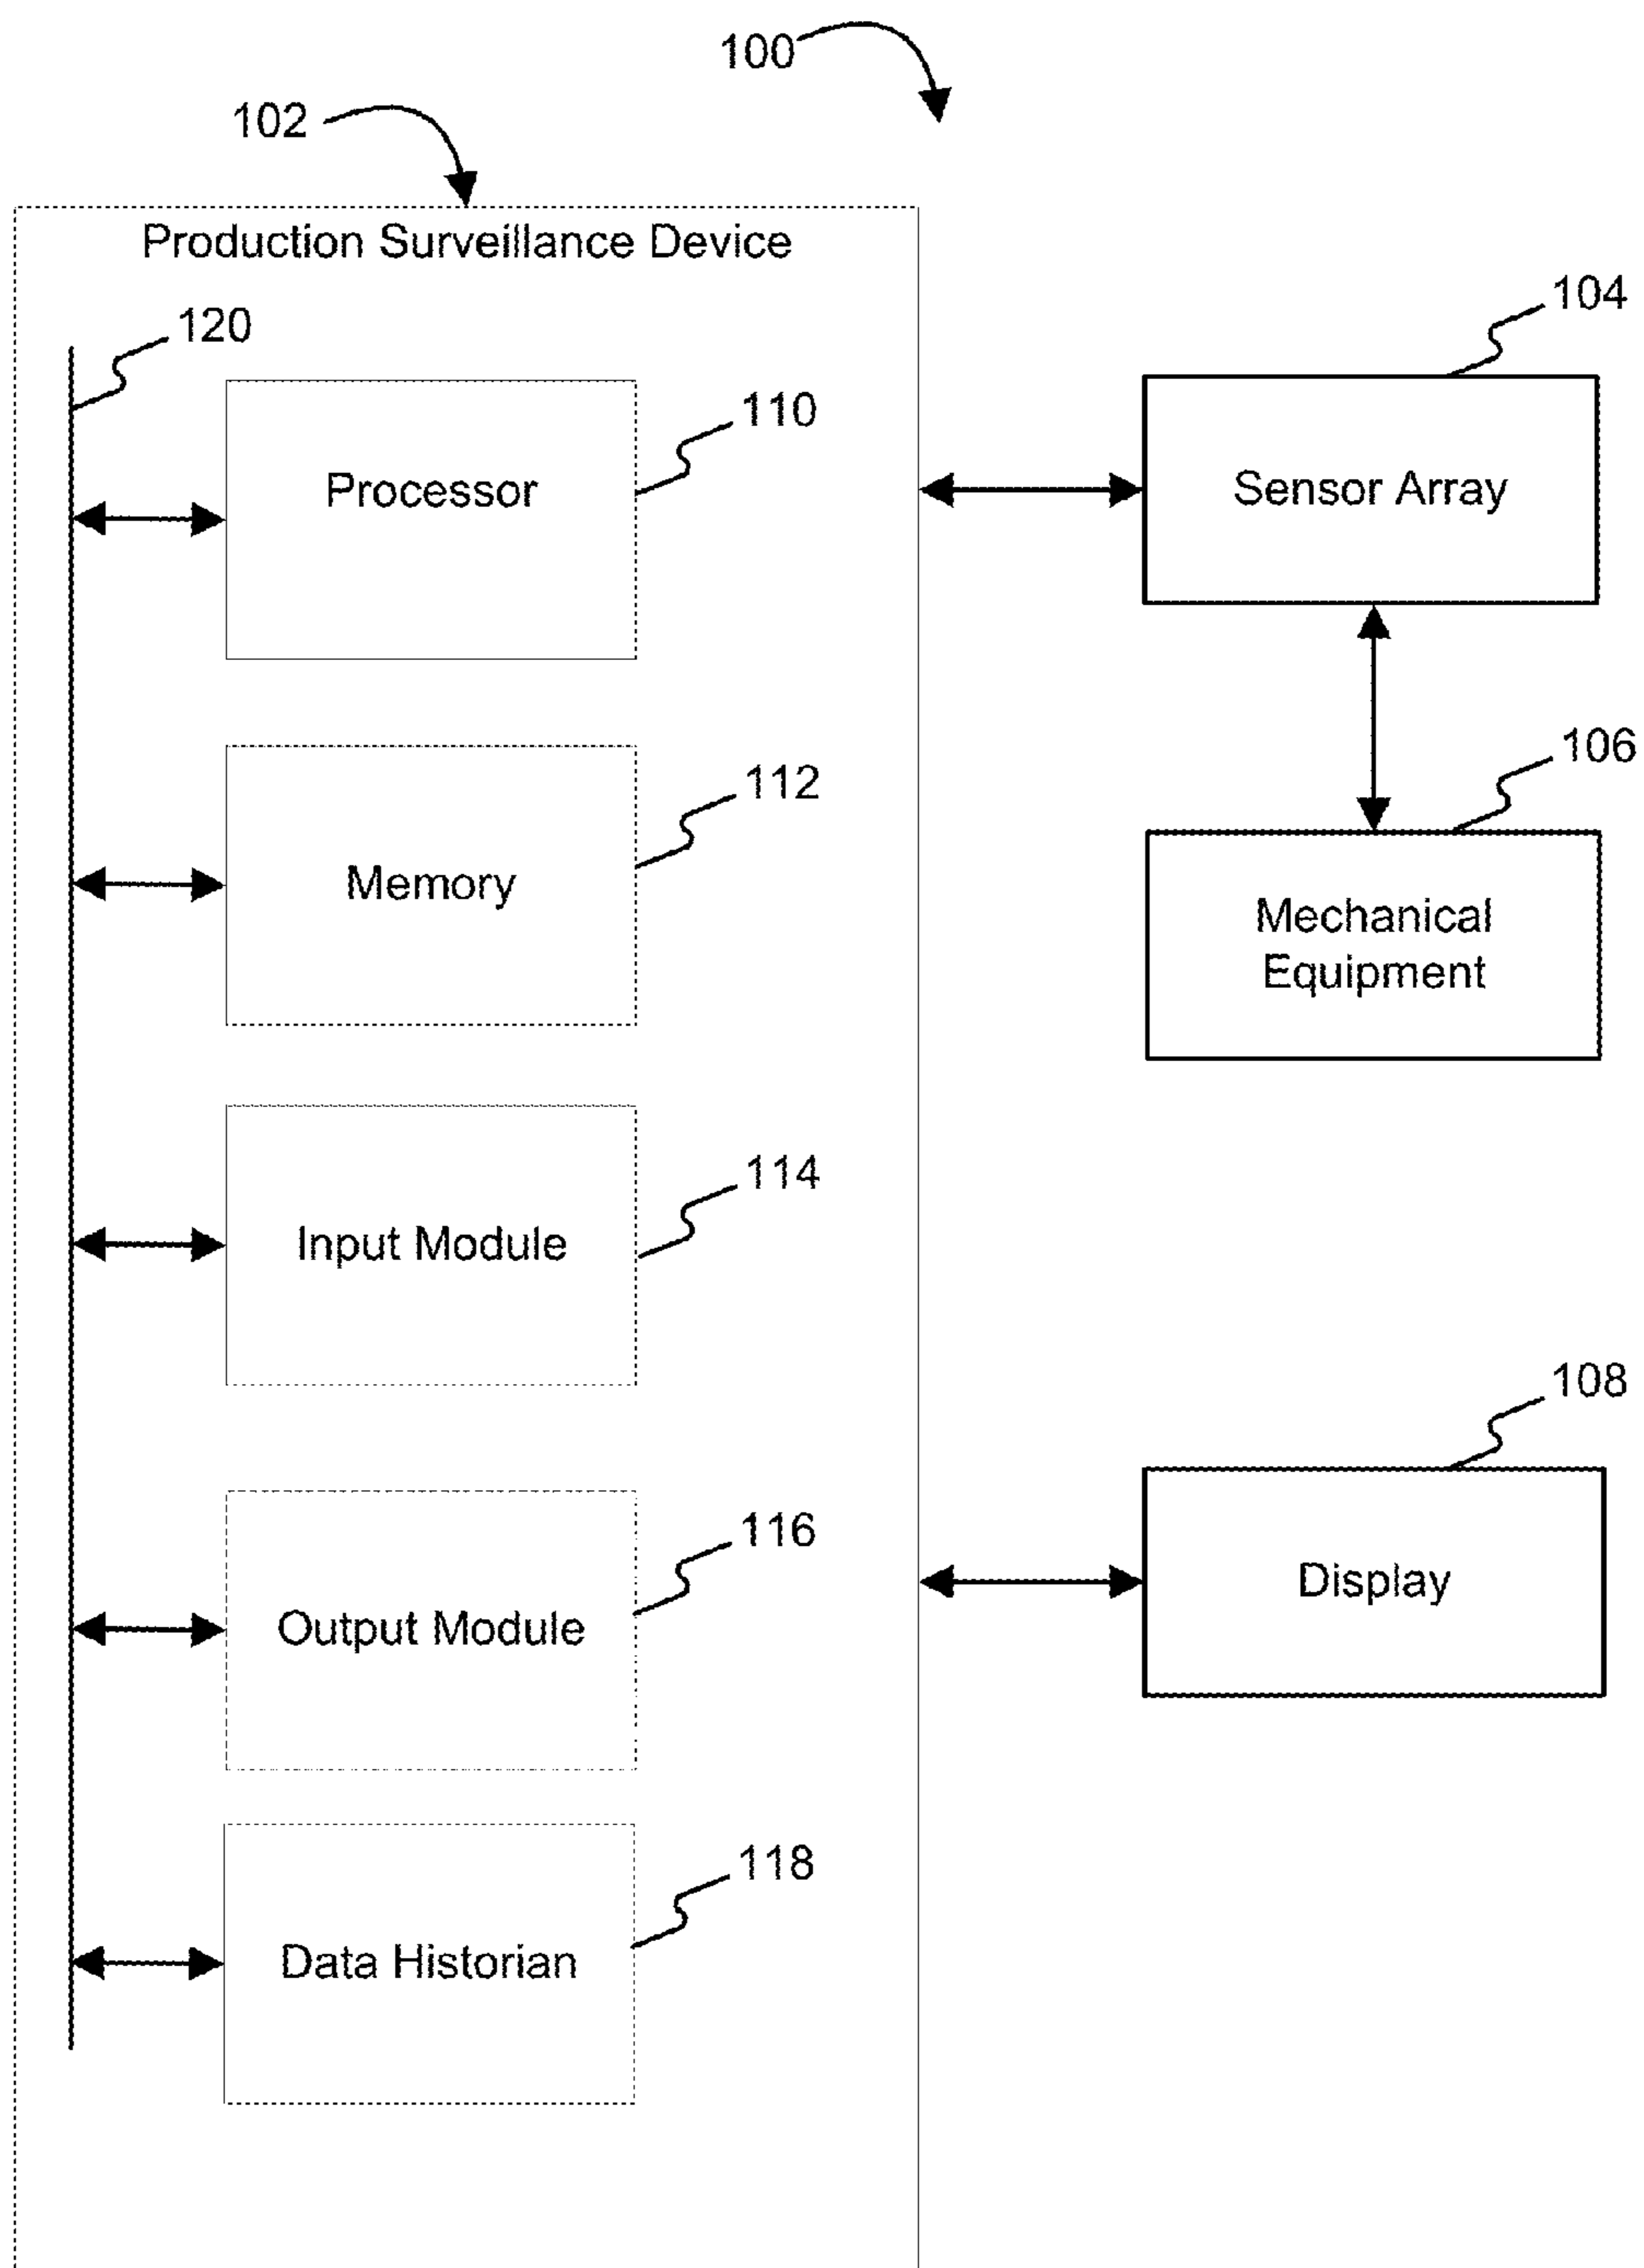 100
102
Production Surveillance Device
120
104
110
Processor
Sensor Array
106
112
Memory
Mechanical
Equipment
114
Input Module
108
116
Output Module
Display
118
Data Historian